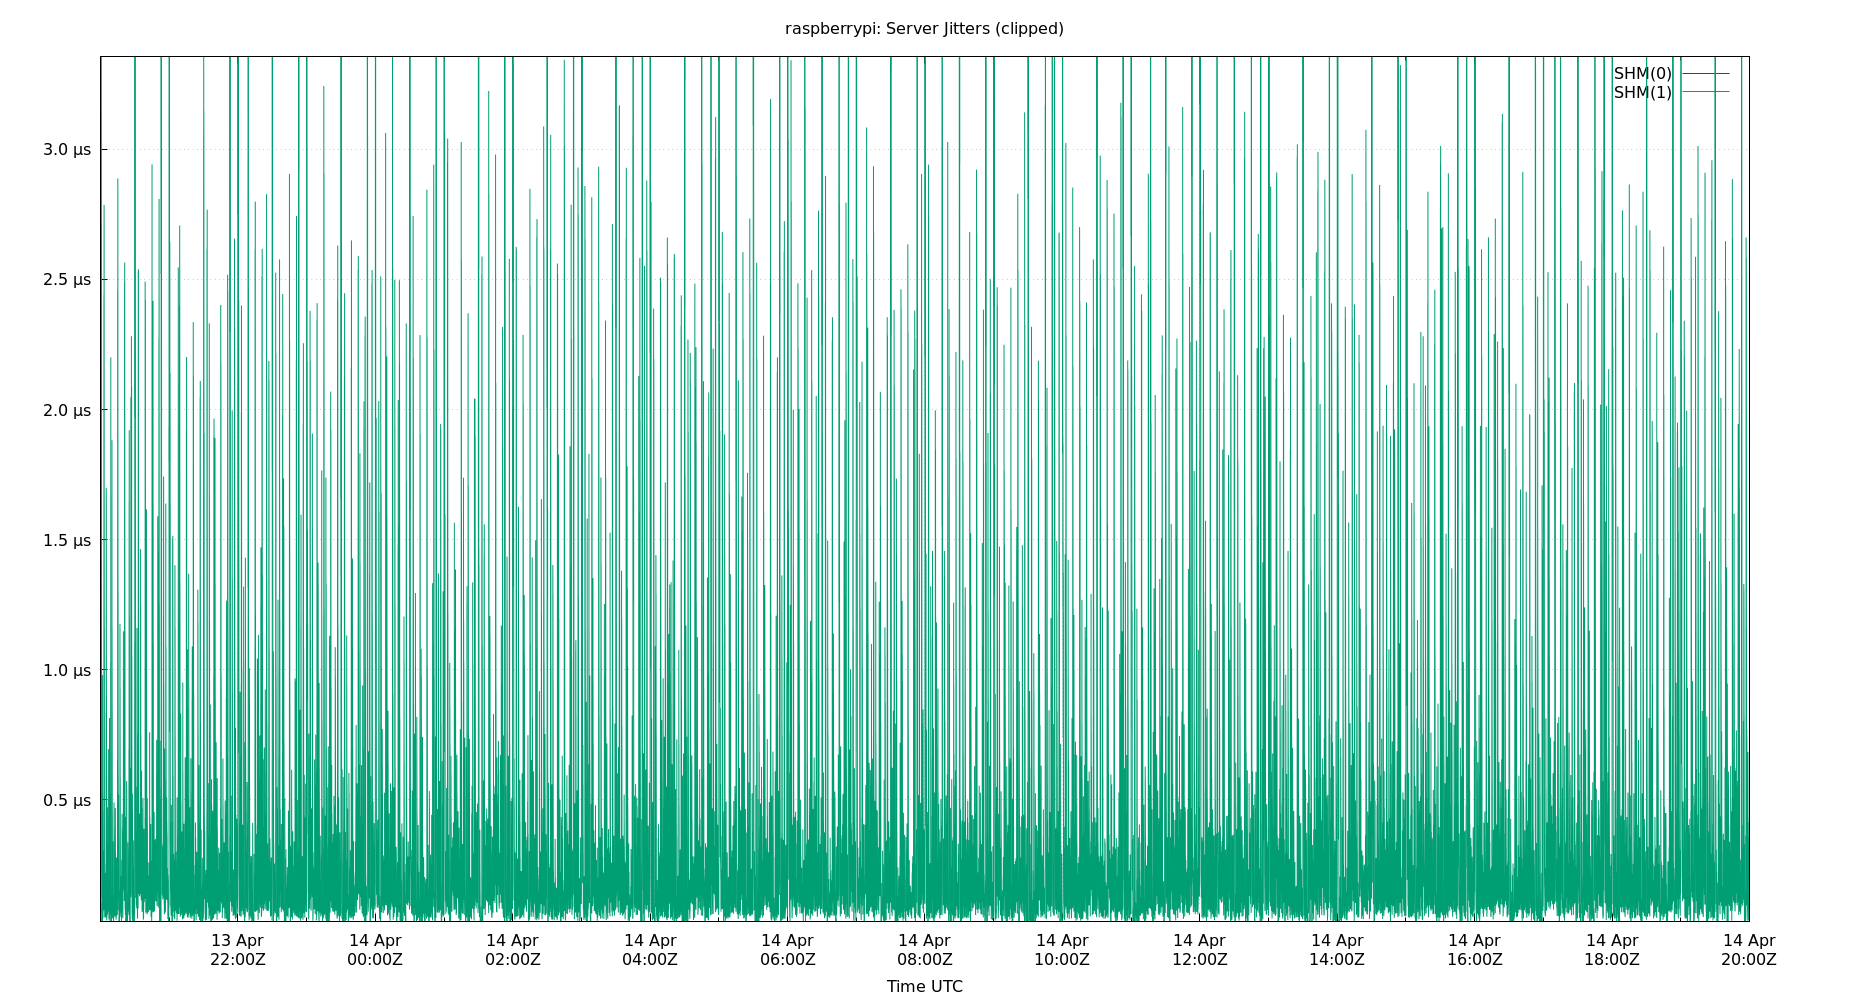 raspberrypi: Server Jitters (clipped)
SHM(0)
SHM(1)
3.0 µs
2.5 µs
2.0 µs
1.5 µs
1.0 µs
0.5 µs
13 Apr 14 Apr 14 Apr 14 Apr 14 Apr 14 Apr 14 Apr 14 Apr 14 Apr 14 Apr 14 Apr 14 Apr
22:00Z 00:00Z 02:00Z 04:00Z 06:00Z 08:00Z 10:00Z 12:00Z 14:00Z 16:00Z 18:00Z 20:00Z
Time UTC